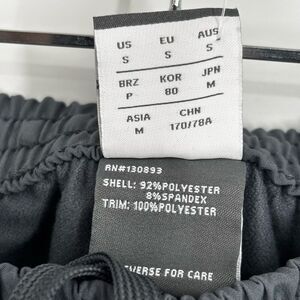 US EU AUS
S S S
BRZ KOR JPN
P 80 M
ASIA CHN
M 170/78A
RN#130893
SHELL: 92%POLYESTER
8%SPANDEX
TRIM: 100%POLYESTER
REVERSE FOR CARE